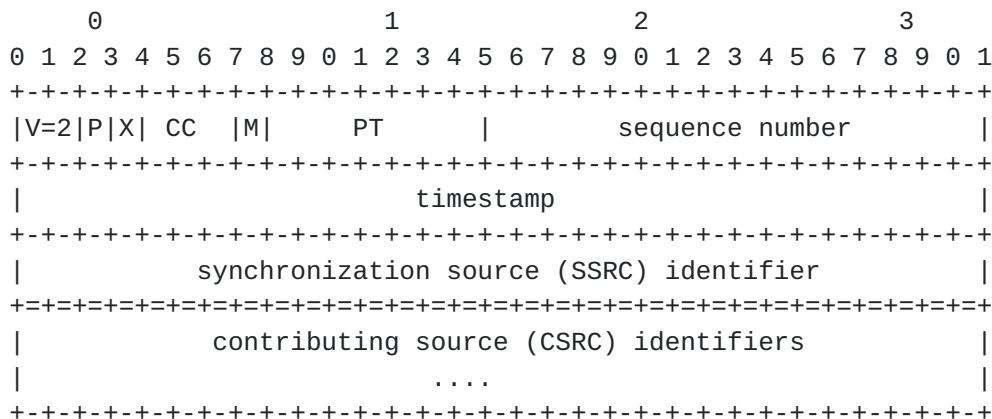 0                   1                   2                   3
0 1 2 3 4 5 6 7 8 9 0 1 2 3 4 5 6 7 8 9 0 1 2 3 4 5 6 7 8 9 0 1
+-+-+-+-+-+-+-+-+-+-+-+-+-+-+-+-+-+-+-+-+-+-+-+-+-+-+-+-+-+-+-+
|V=2|P|X|  CC   |M|     PT      |       sequence number         |
+-+-+-+-+-+-+-+-+-+-+-+-+-+-+-+-+-+-+-+-+-+-+-+-+-+-+-+-+-+-+-+
|                           timestamp                           |
+-+-+-+-+-+-+-+-+-+-+-+-+-+-+-+-+-+-+-+-+-+-+-+-+-+-+-+-+-+-+-+
|           synchronization source (SSRC) identifier            |
+=+=+=+=+=+=+=+=+=+=+=+=+=+=+=+=+=+=+=+=+=+=+=+=+=+=+=+=+=+=+=+
|            contributing source (CSRC) identifiers             |
|                             ....                              |
+-+-+-+-+-+-+-+-+-+-+-+-+-+-+-+-+-+-+-+-+-+-+-+-+-+-+-+-+-+-+-+